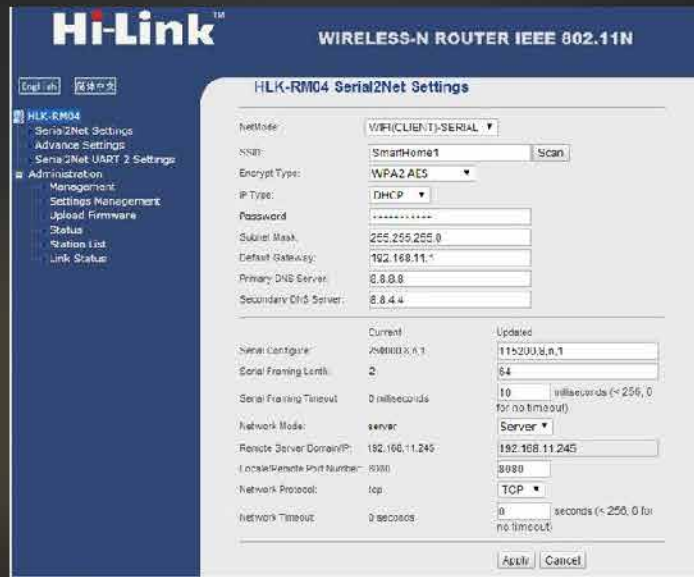 Hi-Link™
WIRELESS-N ROUTER IEEE 802.11N
English 简体中文
HLK-RM04
Serial2Net Settings
Advance Settings
Serial2Net UART 2 Settings
Administration
Management
Settings Management
Upload Firmware
Status
Station List
Link Status
HLK-RM04 Serial2Net Settings
NetMode: WIFI(CLIENT)-SERIAL
SSID: SmartHome1 Scan
Encrypt Type: WPA2 AES
IP Type: DHCP
Password •••••••••••
Subnet Mask: 255.255.255.0
Default Gateway: 192.168.11.1
Primary DNS Server: 8.8.8.8
Secondary DNS Server: 8.8.4.4
Current Updated
Serial Configure: 250000,8,n,1 115200,8,n,1
Serial Framing Lenth: 2 64
Serial Framing Timeout: 0 milliseconds 10 milliseconds (< 256, 0
for no timeout)
Network Mode: server Server
Remote Server Domain/IP: 192.168.11.245 192.168.11.245
Locale/Remote Port Number: 8080 8080
Network Protocol: tcp TCP
Network Timeout: 0 seconds 0 seconds (< 256, 0 for
no timeout)
Apply Cancel